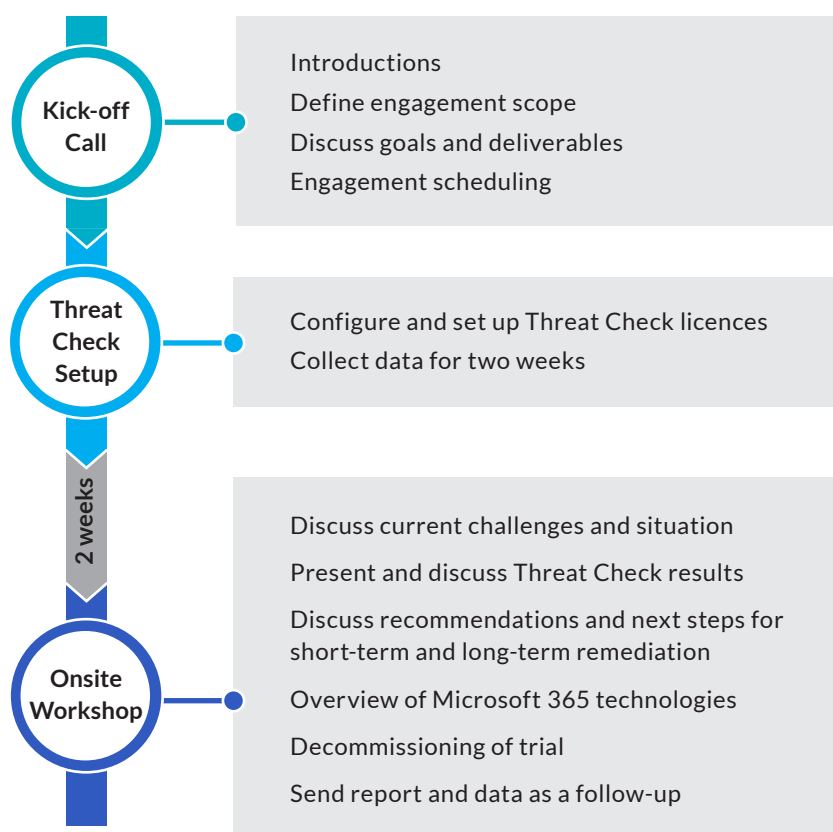 Kick-off
Call
Introductions
Define engagement scope
Discuss goals and deliverables
Engagement scheduling
Threat
Check
Setup
Configure and set up Threat Check licences
Collect data for two weeks
2 weeks
Onsite
Workshop
Discuss current challenges and situation
Present and discuss Threat Check results
Discuss recommendations and next steps for
short-term and long-term remediation
Overview of Microsoft 365 technologies
Decommissioning of trial
Send report and data as a follow-up